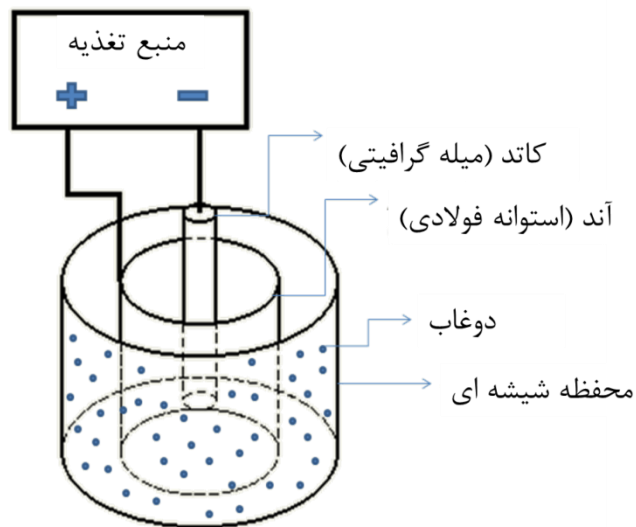 منبع تغذیه
+ −
کاتد (میله گرافیتی)
آند (استوانه فولادی)
دوغاب
محفظه شیشه ای